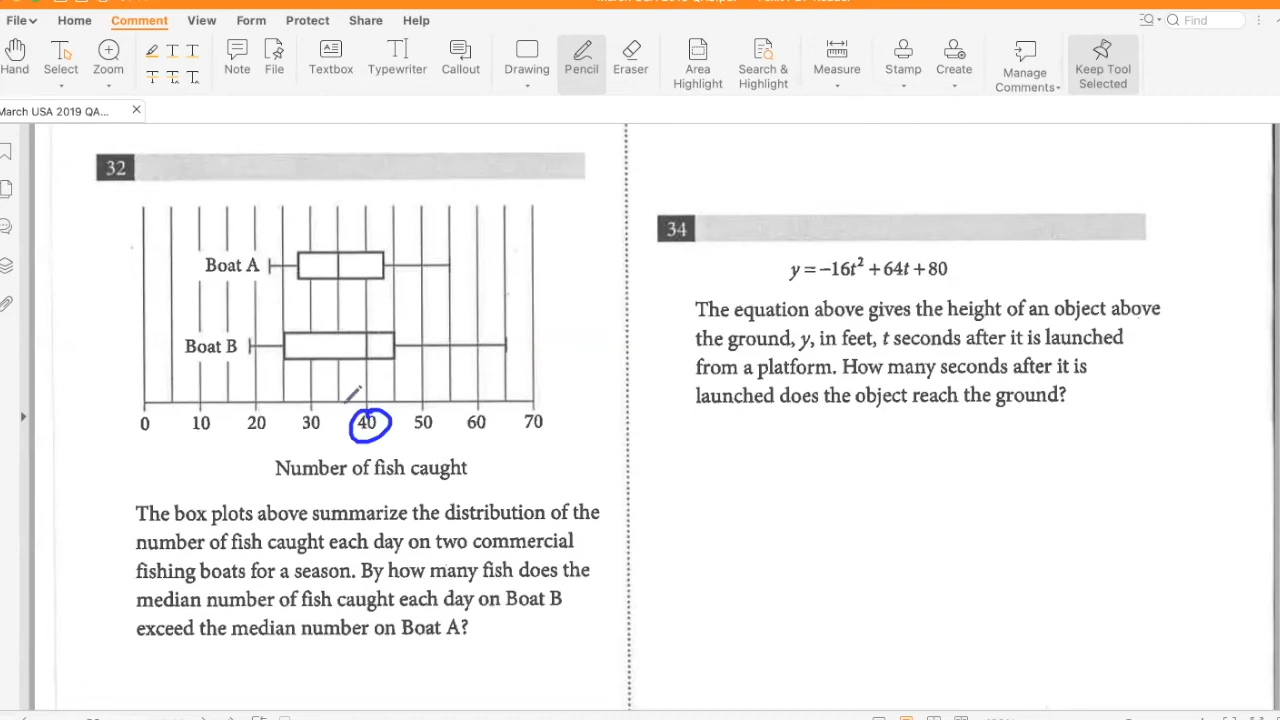 File
Home
Comment
View
Form
Protect
Share
Help
Find
Hand
Select
Zoom
Note
File
Textbox
Typewriter
Callout
Drawing
Pencil
Eraser
Area Highlight
Search & Highlight
Measure
Stamp
Create
Manage Comments
Keep Tool Selected
March USA 2019 QA...
32
Boat A
Boat B
0 10 20 30 40 50 60 70
Number of fish caught
The box plots above summarize the distribution of the
number of fish caught each day on two commercial
fishing boats for a season. By how many fish does the
median number of fish caught each day on Boat B
exceed the median number on Boat A?
34
y = −16t² + 64t + 80
The equation above gives the height of an object above
the ground, y, in feet, t seconds after it is launched
from a platform. How many seconds after it is
launched does the object reach the ground?